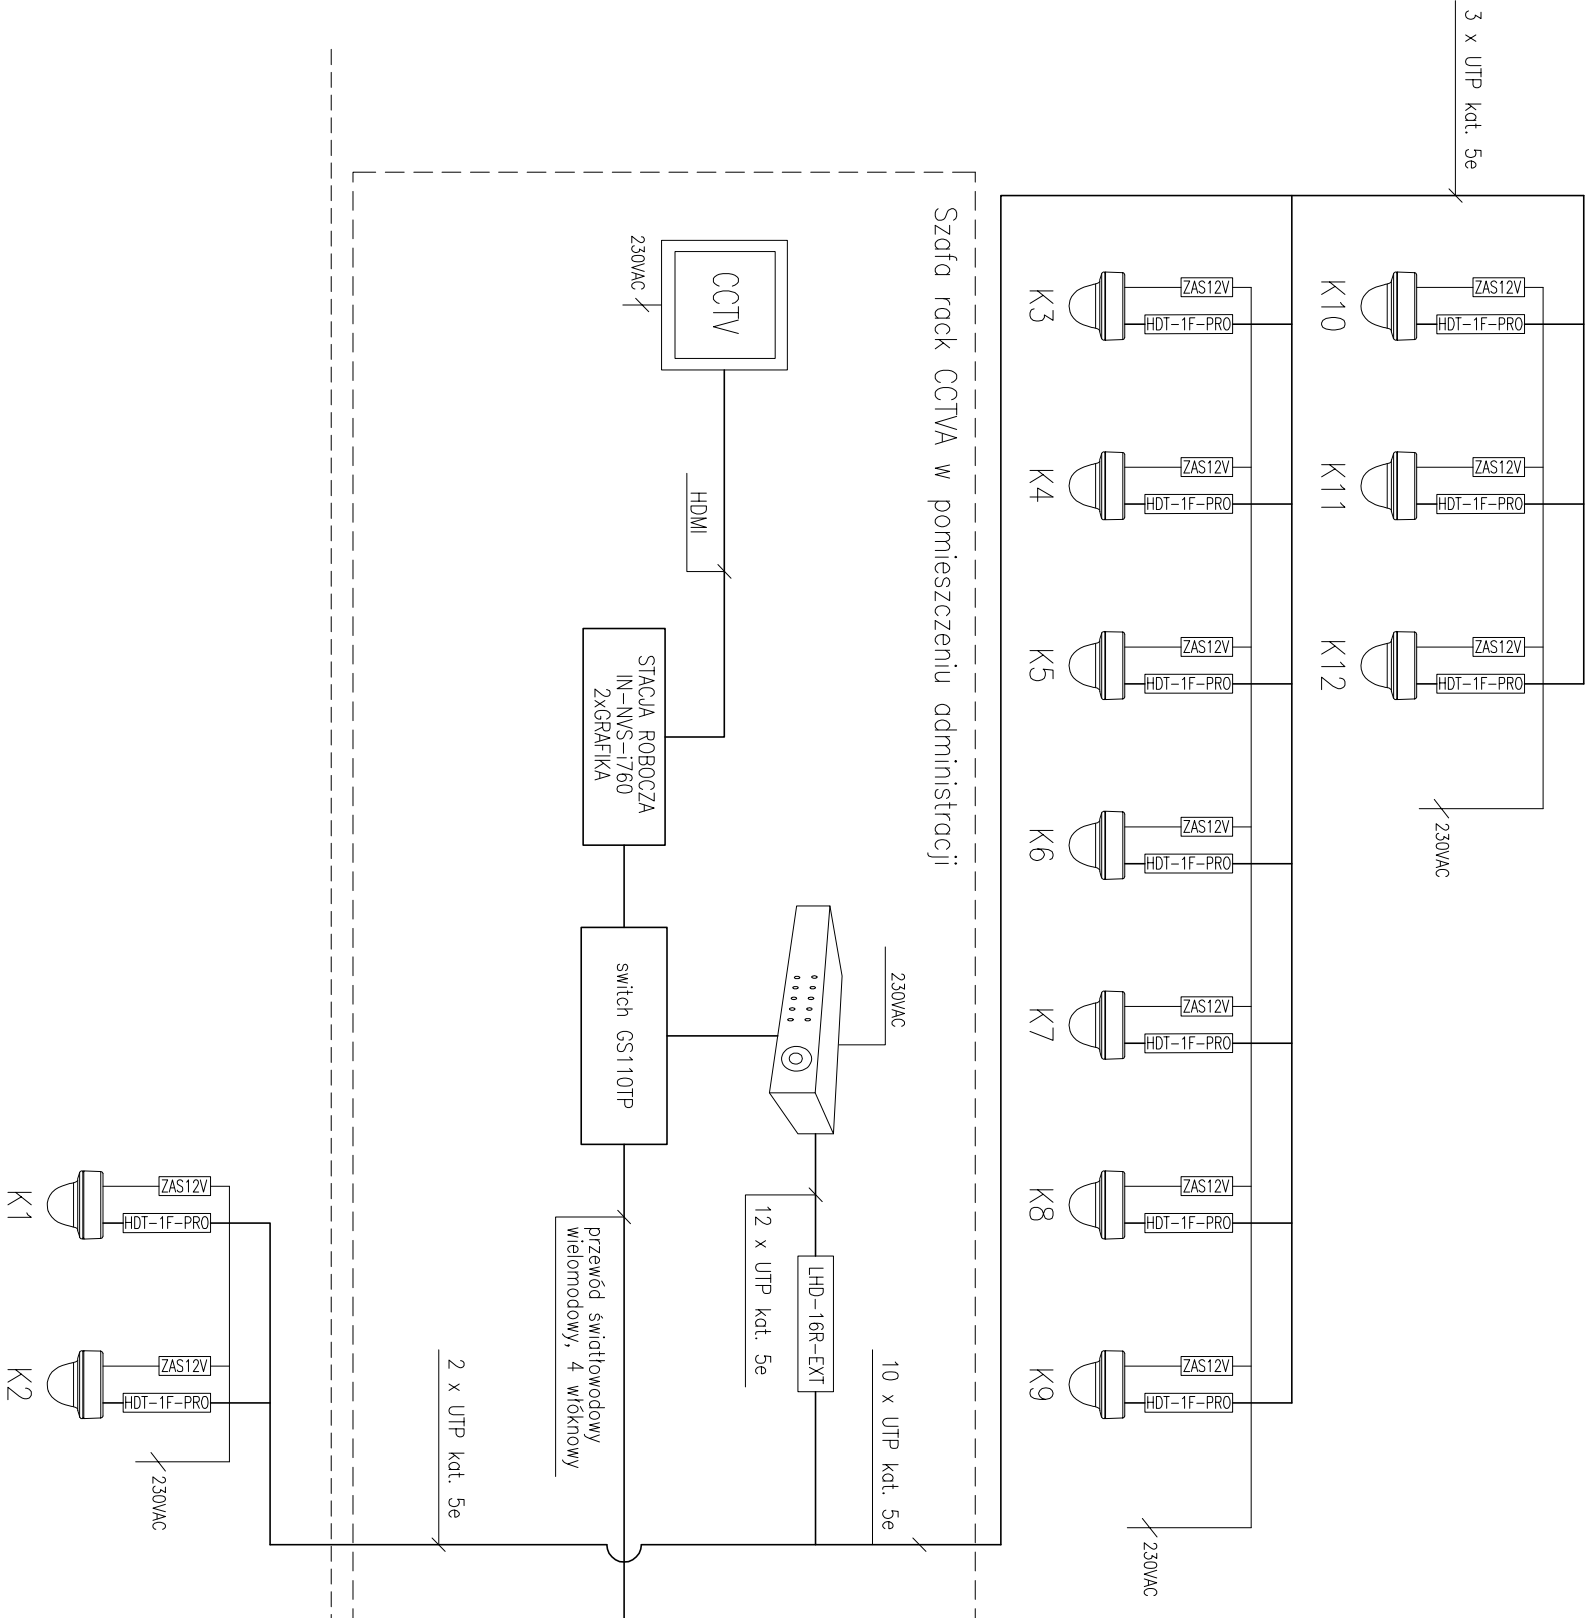 3 x UTP kat. 5e
ZAS12V
HDT-1F-PRO
K10
ZAS12V
HDT-1F-PRO
K11
ZAS12V
HDT-1F-PRO
K12
230VAC
ZAS12V
HDT-1F-PRO
K3
ZAS12V
HDT-1F-PRO
K4
ZAS12V
HDT-1F-PRO
K5
ZAS12V
HDT-1F-PRO
K6
ZAS12V
HDT-1F-PRO
K7
ZAS12V
HDT-1F-PRO
K8
ZAS12V
HDT-1F-PRO
K9
230VAC
Szafa rack CCTVA w pomieszczeniu administracji
10 x UTP kat. 5e
230VAC
LHD-16R-EXT
12 x UTP kat. 5e
CCTV
230VAC
HDMI
STACJA ROBOCZA
IN-NVS-i760
2xGRAFIKA
switch GS110TP
przewód światłowodowy
wielomodowy, 4 włóknowy
2 x UTP kat. 5e
ZAS12V
HDT-1F-PRO
K1
ZAS12V
HDT-1F-PRO
K2
230VAC